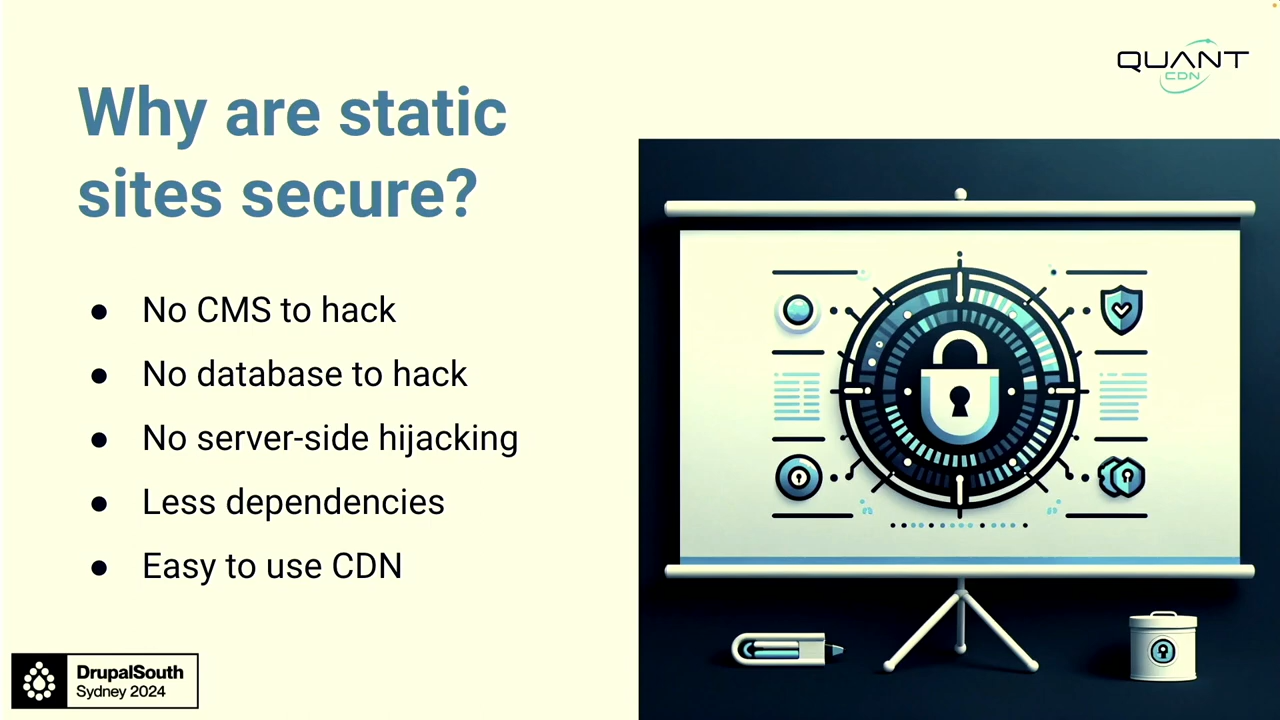 QUANT
CDN
Why are static
sites secure?
● No CMS to hack
● No database to hack
● No server-side hijacking
● Less dependencies
● Easy to use CDN
DrupalSouth
Sydney 2024